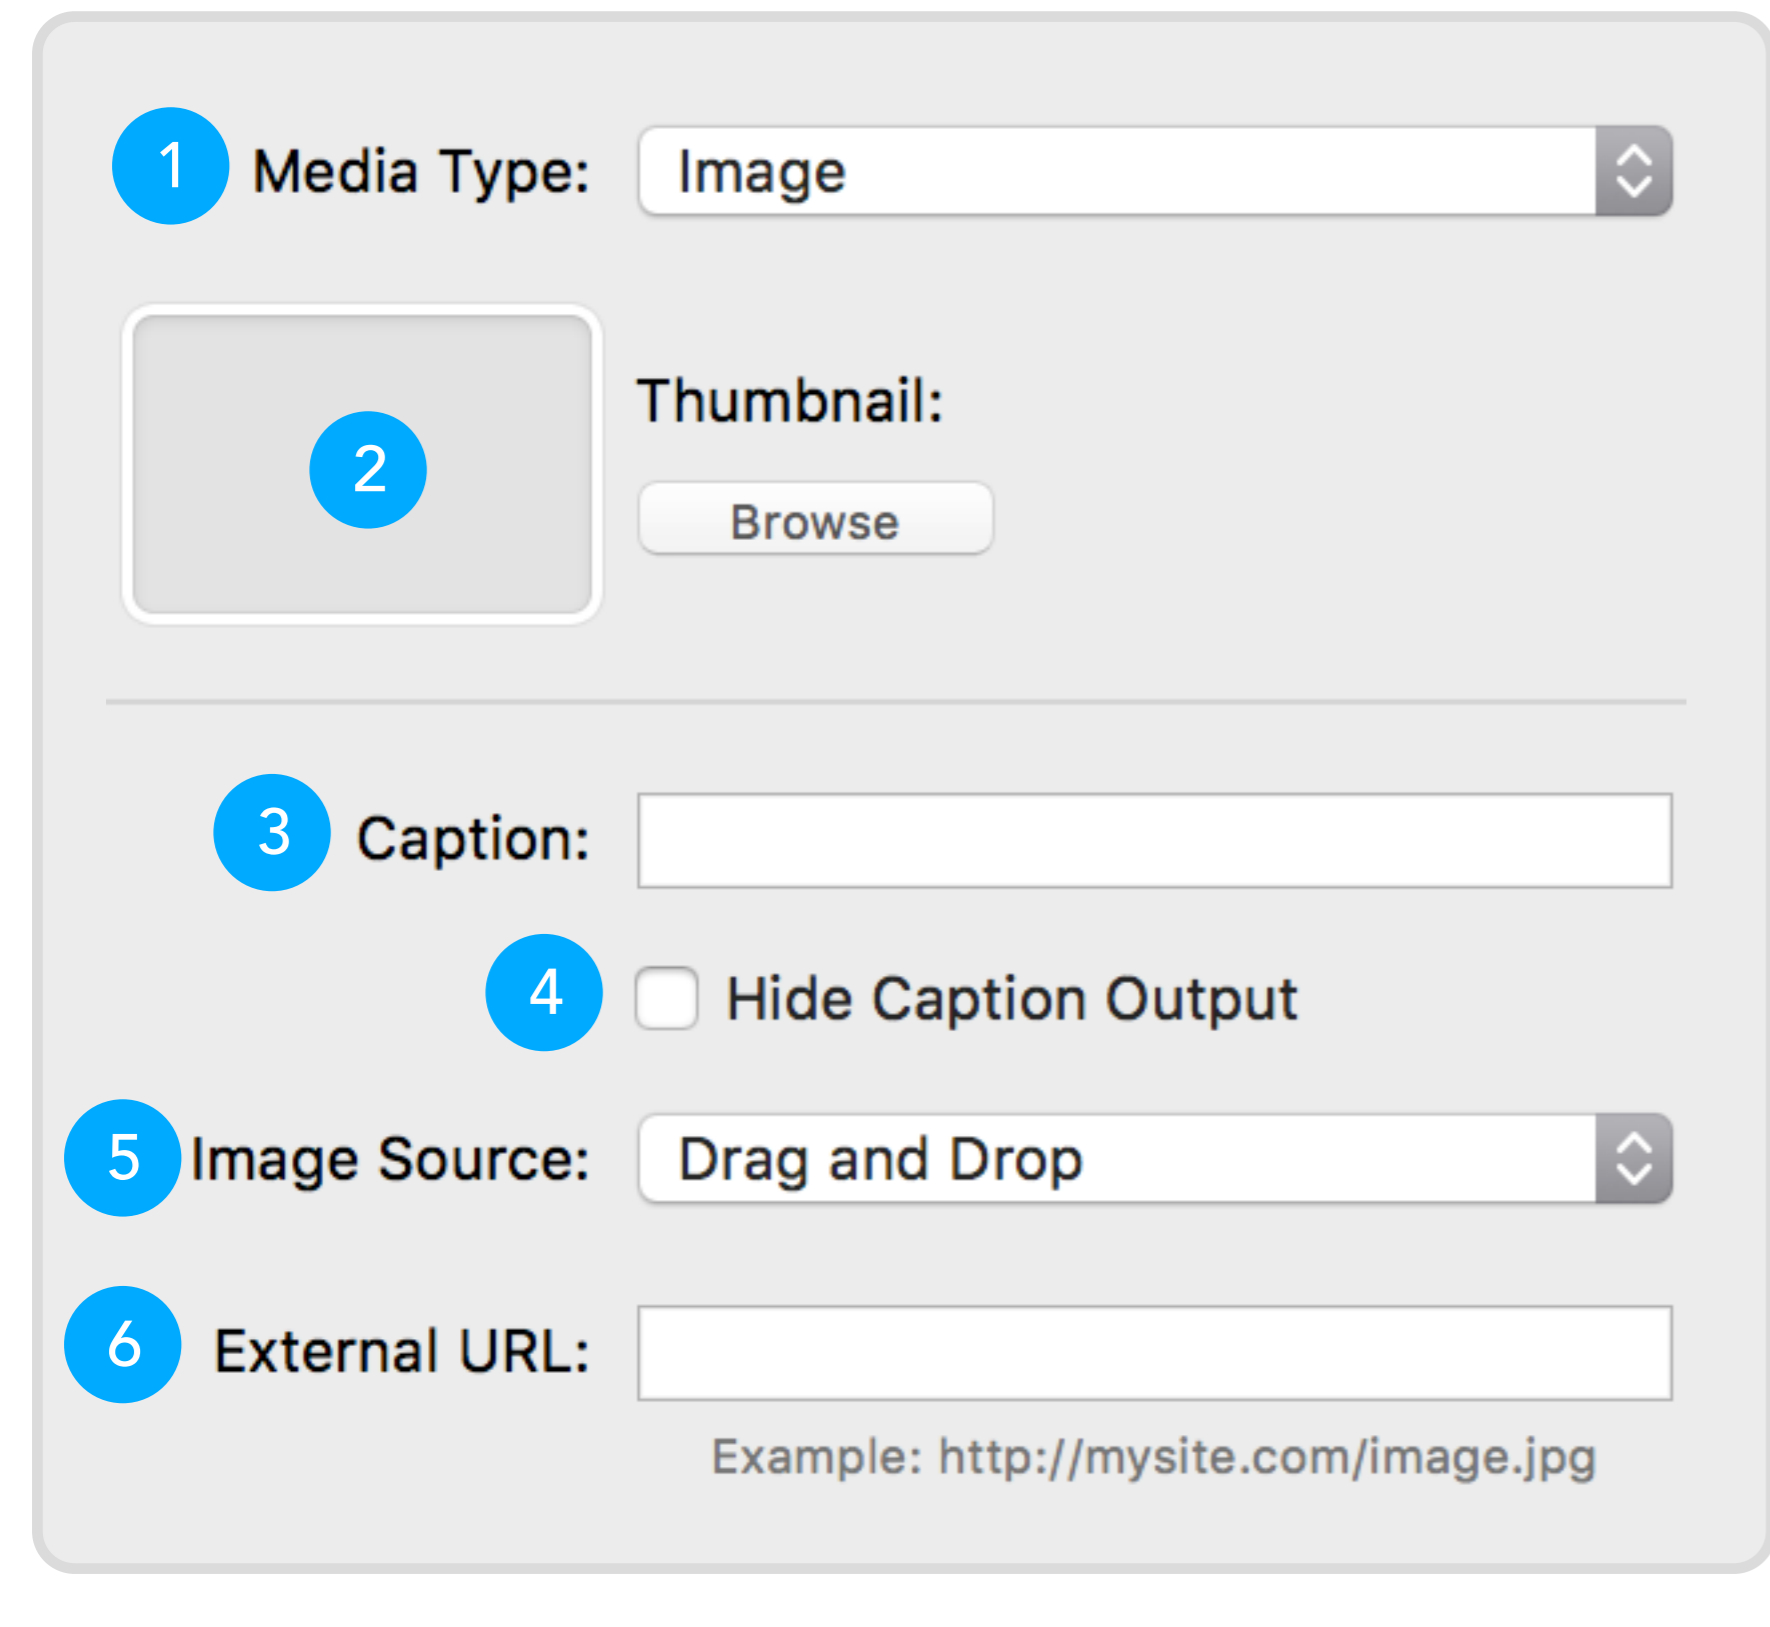 1 Media Type: Image
Thumbnail:
2
Browse
3 Caption:
4 Hide Caption Output
5 Image Source: Drag and Drop
6 External URL:
Example: http://mysite.com/image.jpg